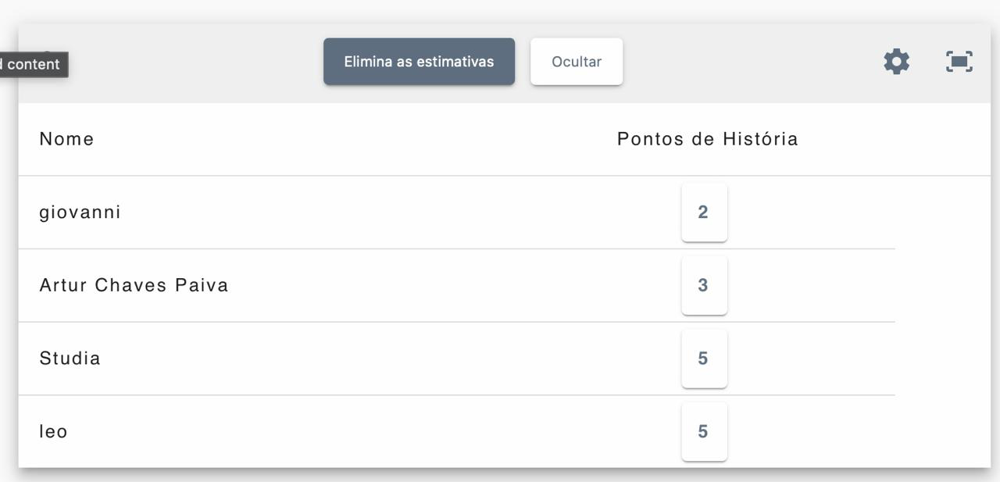 content
Elimina as estimativas
Ocultar
Nome
Pontos de História
giovanni
2
Artur Chaves Paiva
3
Studia
5
leo
5